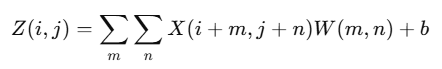 Z(i, j) = ∑_m ∑_n X(i + m, j + n)W(m, n) + b